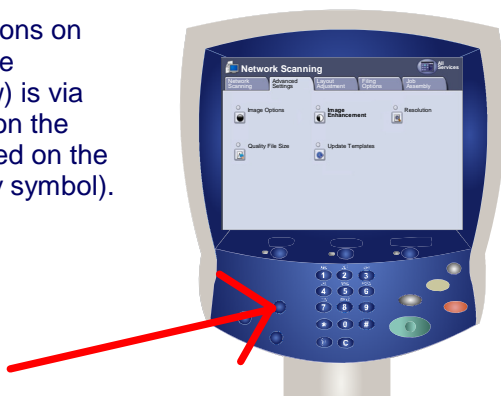 ons on
e
) is via
on the
ed on the
y symbol).
Network Scanning
All
Services
Network
Scanning
Advanced
Settings
Layout
Adjustment
Filing
Options
Job
Assembly
Image Options
Image
Enhancement
Resolution
Quality File Size
Update Templates
1 2 3
4 5 6
7 8 9
* 0 #
C